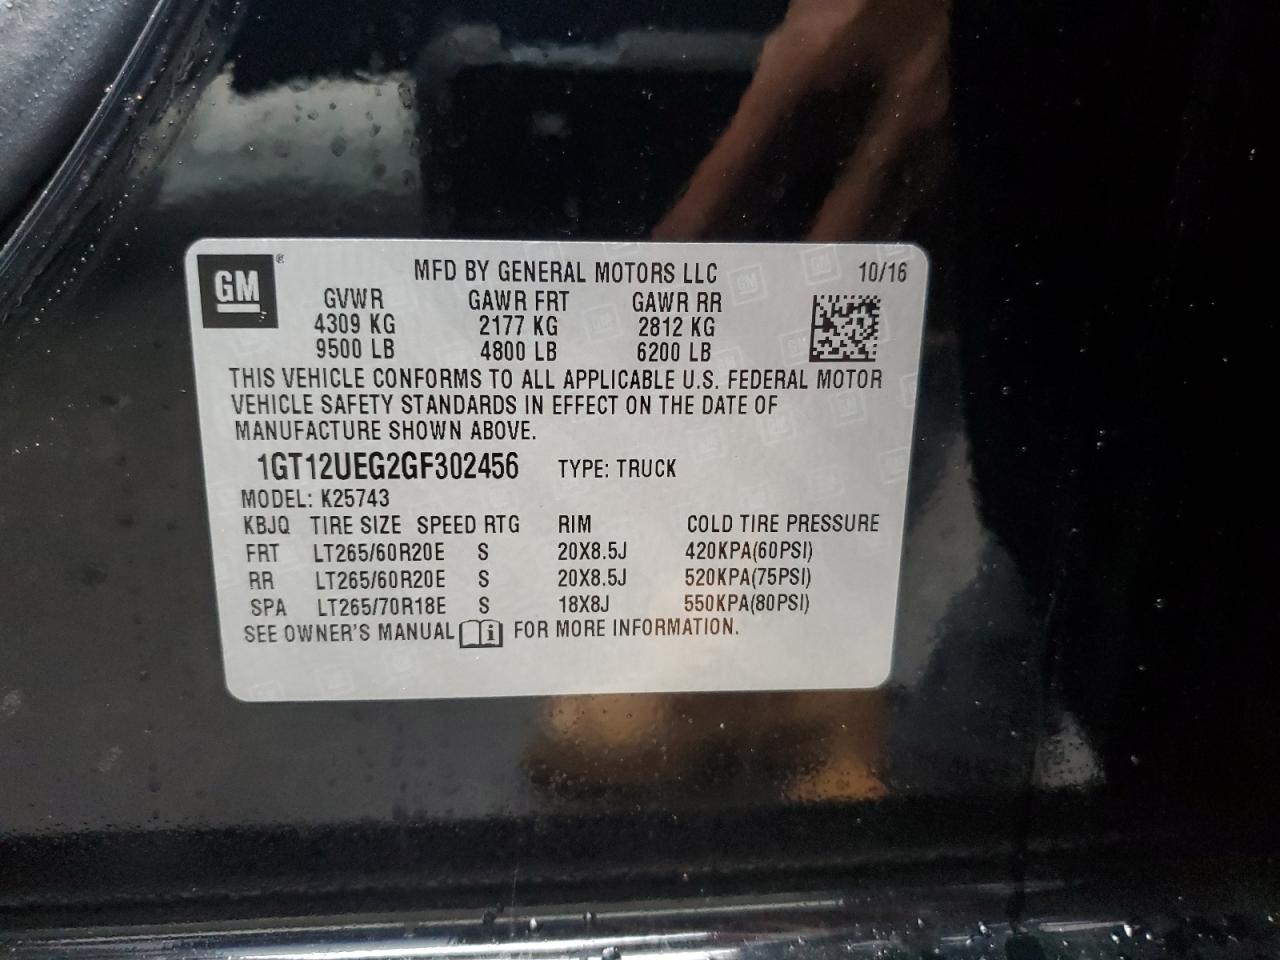 GM ® MFD BY GENERAL MOTORS LLC 10/16
GVWR GAWR FRT GAWR RR
4309 KG 2177 KG 2812 KG
9500 LB 4800 LB 6200 LB
THIS VEHICLE CONFORMS TO ALL APPLICABLE U.S. FEDERAL MOTOR
VEHICLE SAFETY STANDARDS IN EFFECT ON THE DATE OF
MANUFACTURE SHOWN ABOVE.
1GT12UEG2GF302456 TYPE: TRUCK
MODEL: K25743
KBJQ TIRE SIZE SPEED RTG RIM COLD TIRE PRESSURE
FRT LT265/60R20E S 20X8.5J 420KPA(60PSI)
RR LT265/60R20E S 20X8.5J 520KPA(75PSI)
SPA LT265/70R18E S 18X8J 550KPA(80PSI)
SEE OWNER'S MANUAL i FOR MORE INFORMATION.